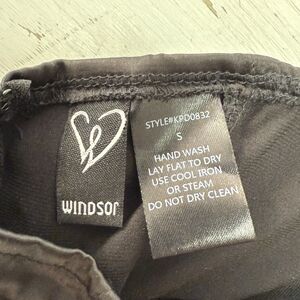 WINDSOR
STYLE#KPD0832
S
HAND WASH
LAY FLAT TO DRY
USE COOL IRON
OR STEAM
DO NOT DRY CLEAN